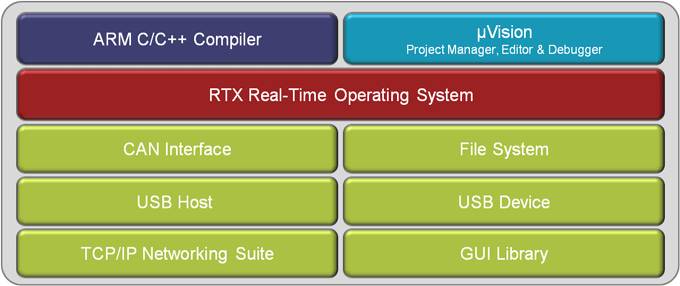 ARM C/C++ Compiler
µVision
Project Manager, Editor & Debugger
RTX Real-Time Operating System
CAN Interface
File System
USB Host
USB Device
TCP/IP Networking Suite
GUI Library